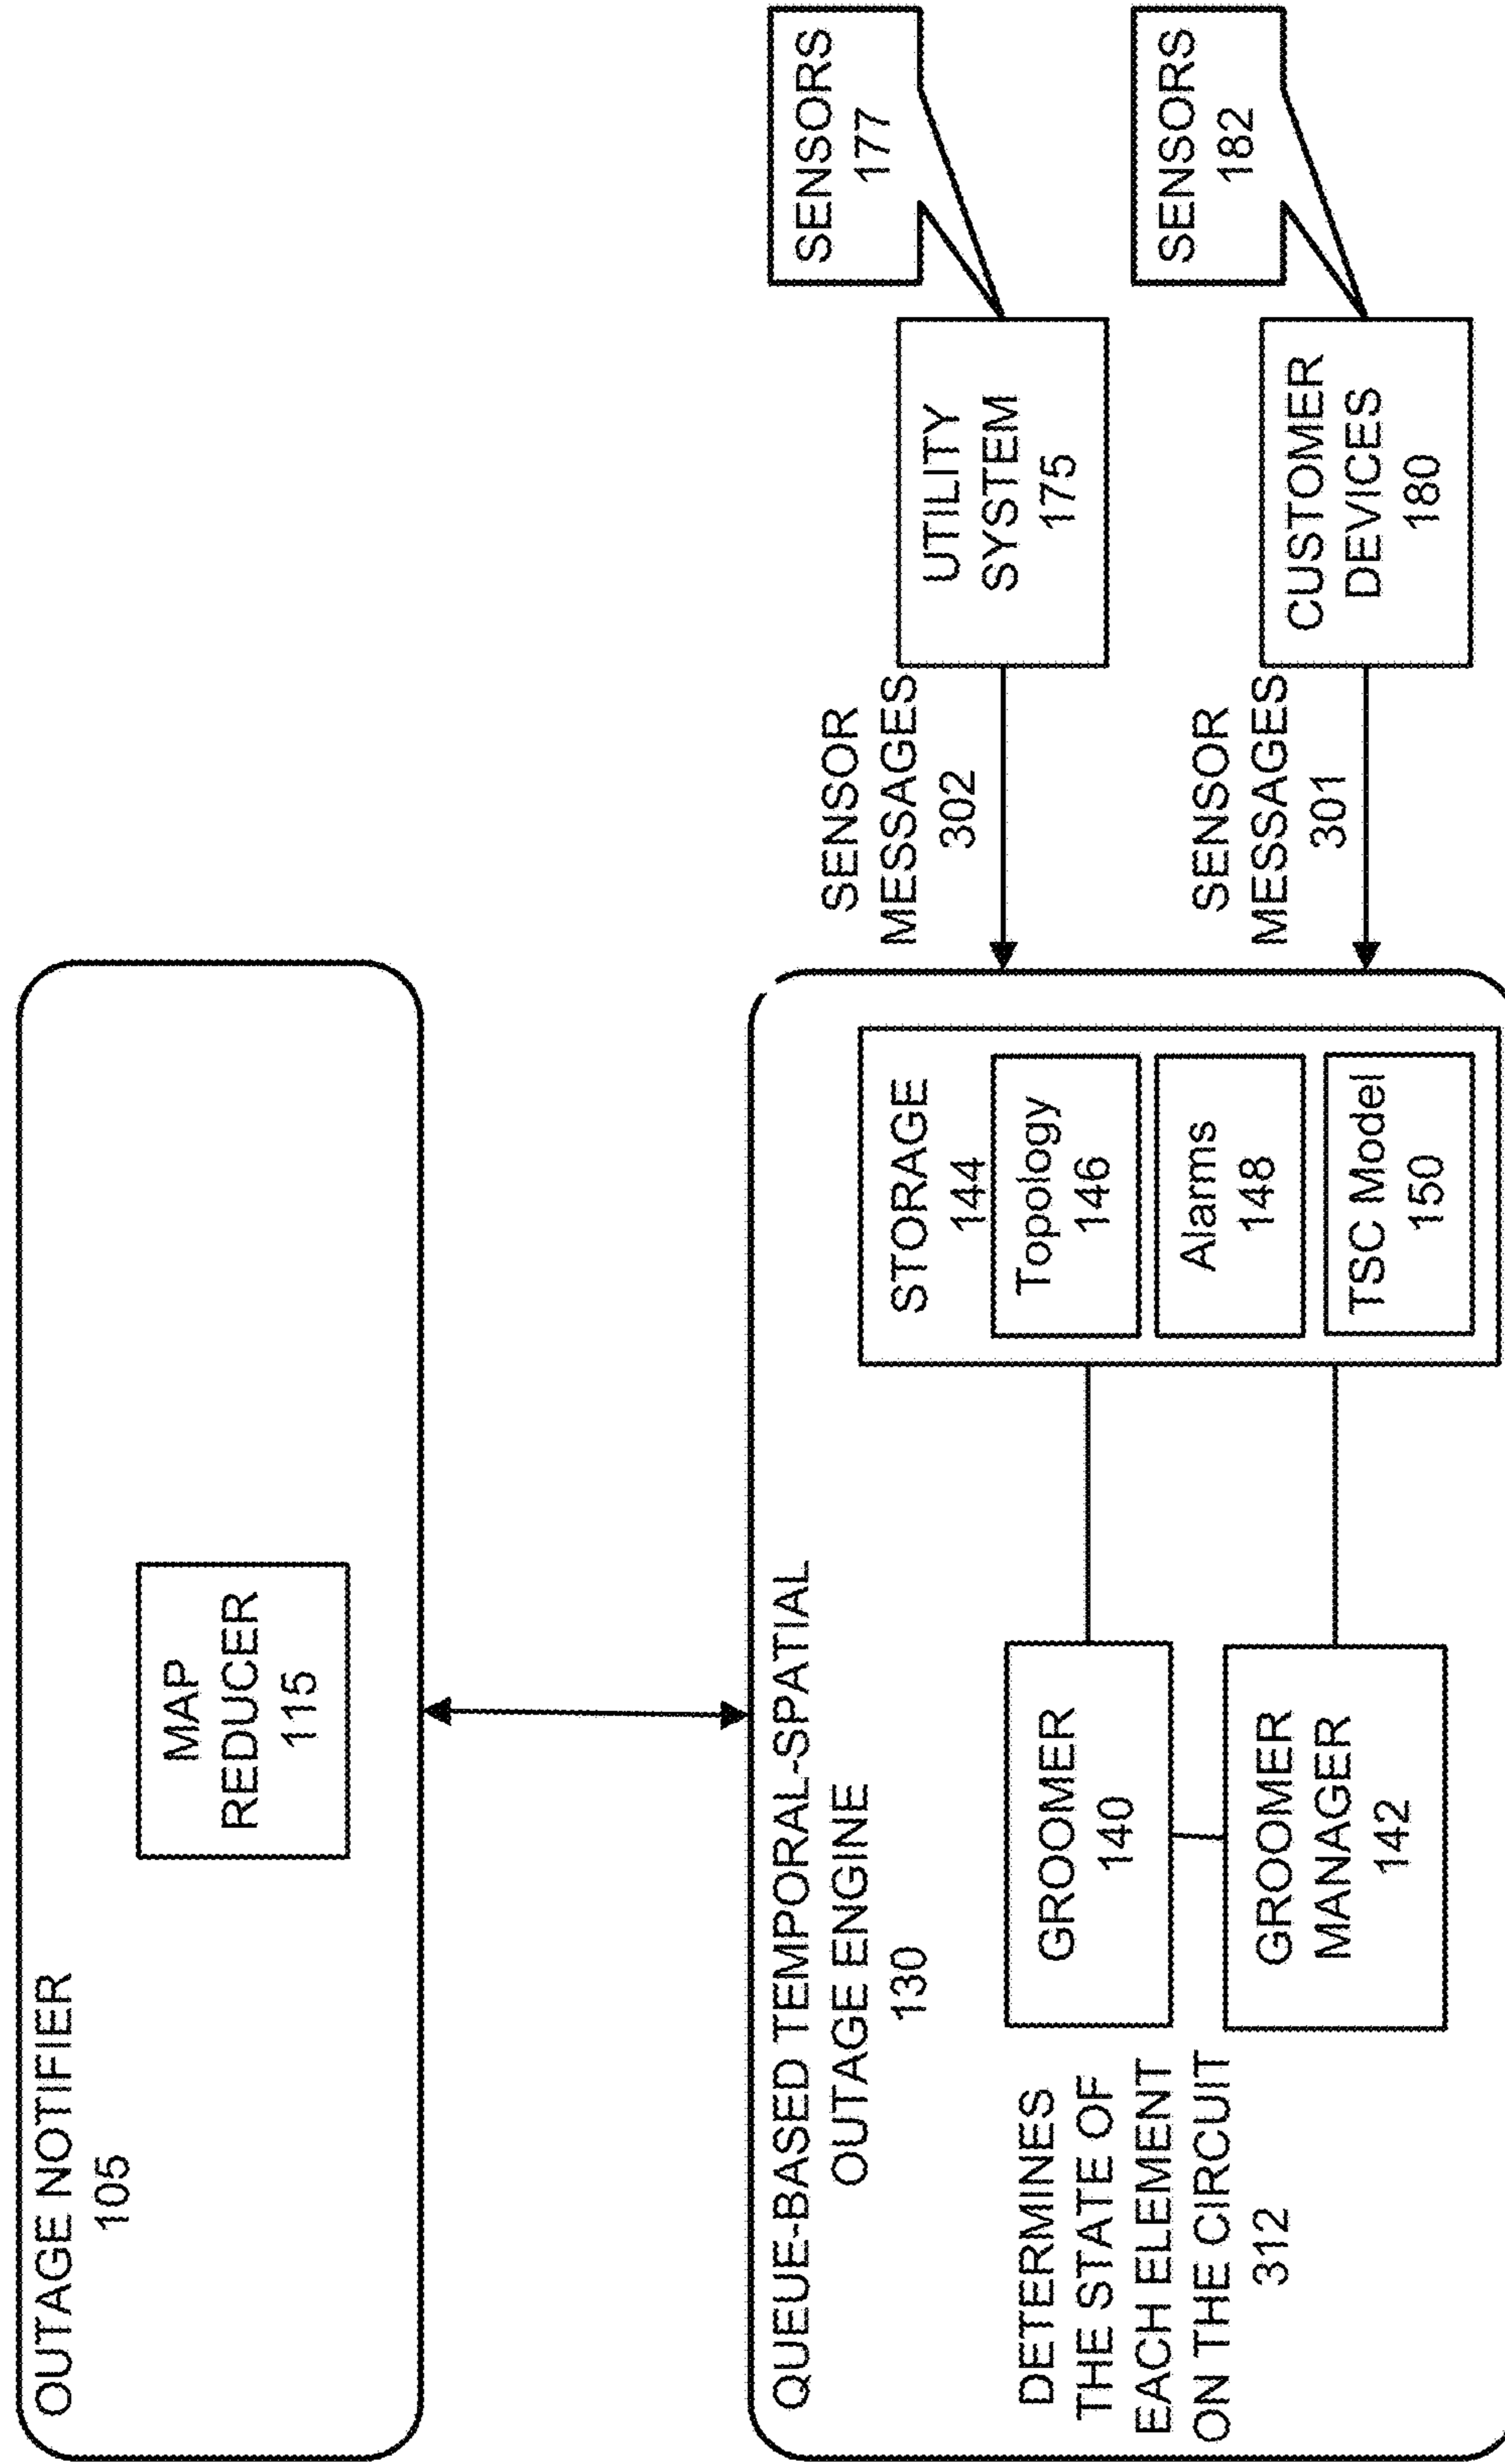 OUTAGE NOTIFIER
105
MAP
REDUCER
115
QUEUE-BASED TEMPORAL-SPATIAL
OUTAGE ENGINE
130
DETERMINES
THE STATE OF
EACH ELEMENT
ON THE CIRCUIT
312
GROOMER
140
GROOMER
MANAGER
142
STORAGE
144
Topology
146
Alarms
148
TSC Model
150
SENSOR
MESSAGES
302
SENSOR
MESSAGES
301
UTILITY
SYSTEM
175
CUSTOMER
DEVICES
180
SENSORS
177
SENSORS
182